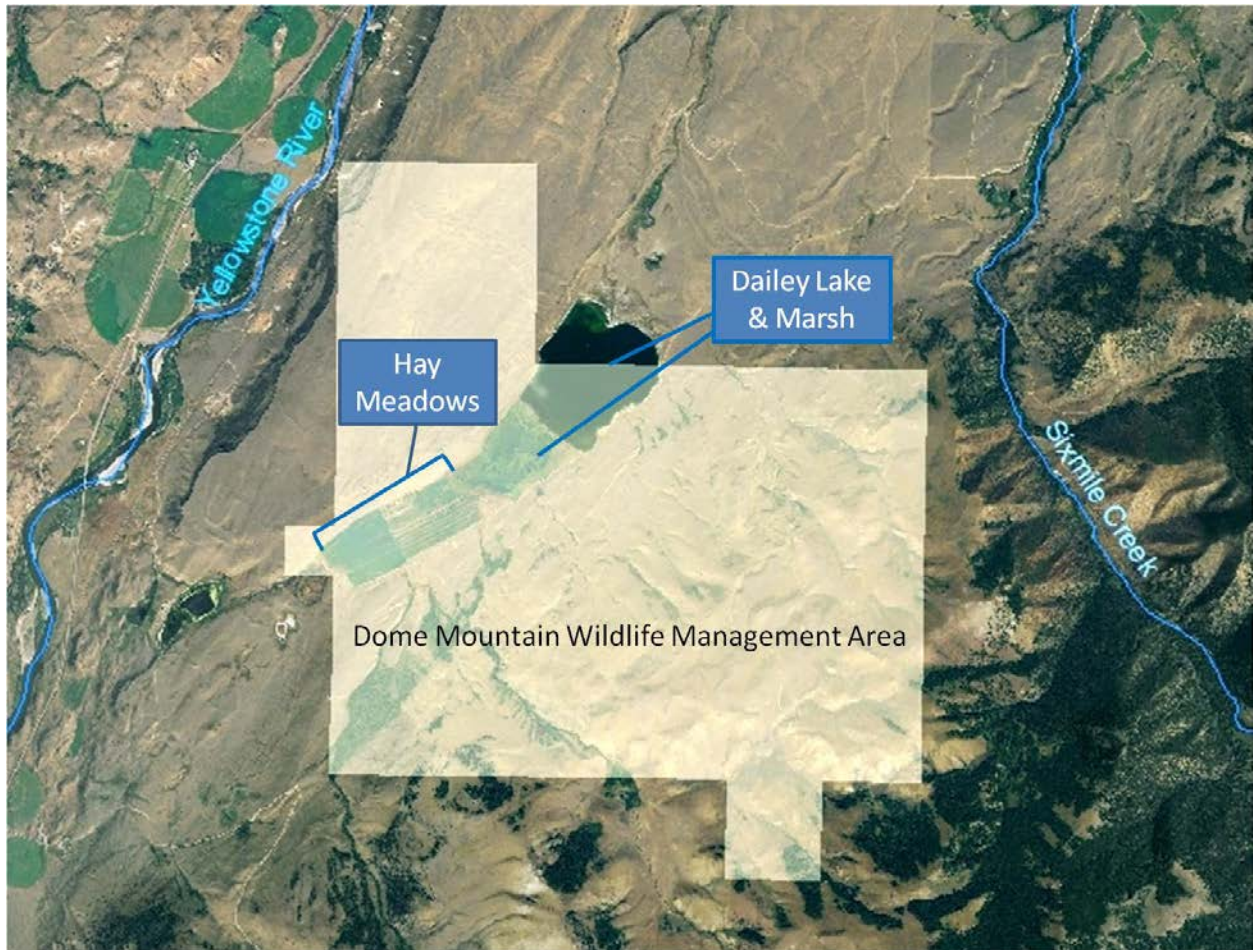 Yellowstone River
Dailey Lake
& Marsh
Hay
Meadows
Sixmile Creek
Dome Mountain Wildlife Management Area